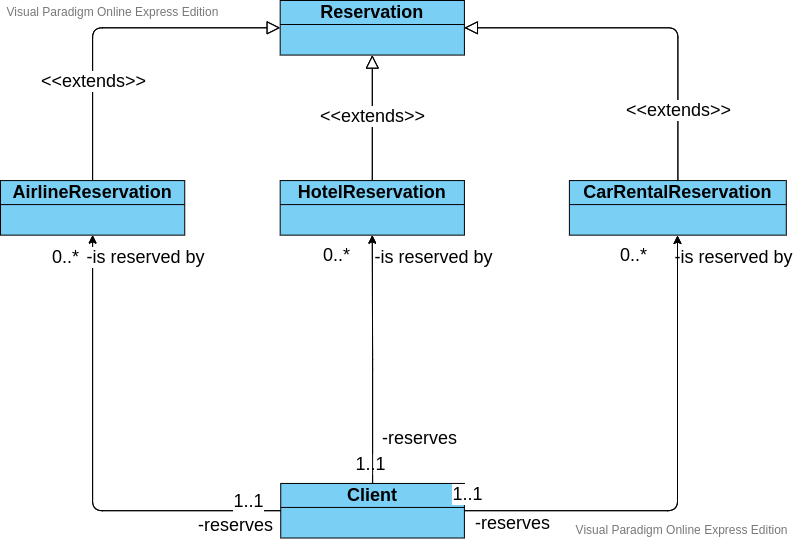 Visual Paradigm Online Express Edition
Reservation
<<extends>>
<<extends>>
<<extends>>
AirlineReservation
HotelReservation
CarRentalReservation
0..* -is reserved by
0..* -is reserved by
0..* -is reserved by
-reserves
1..1
Client
1..1
1..1
-reserves
-reserves
Visual Paradigm Online Express Edition